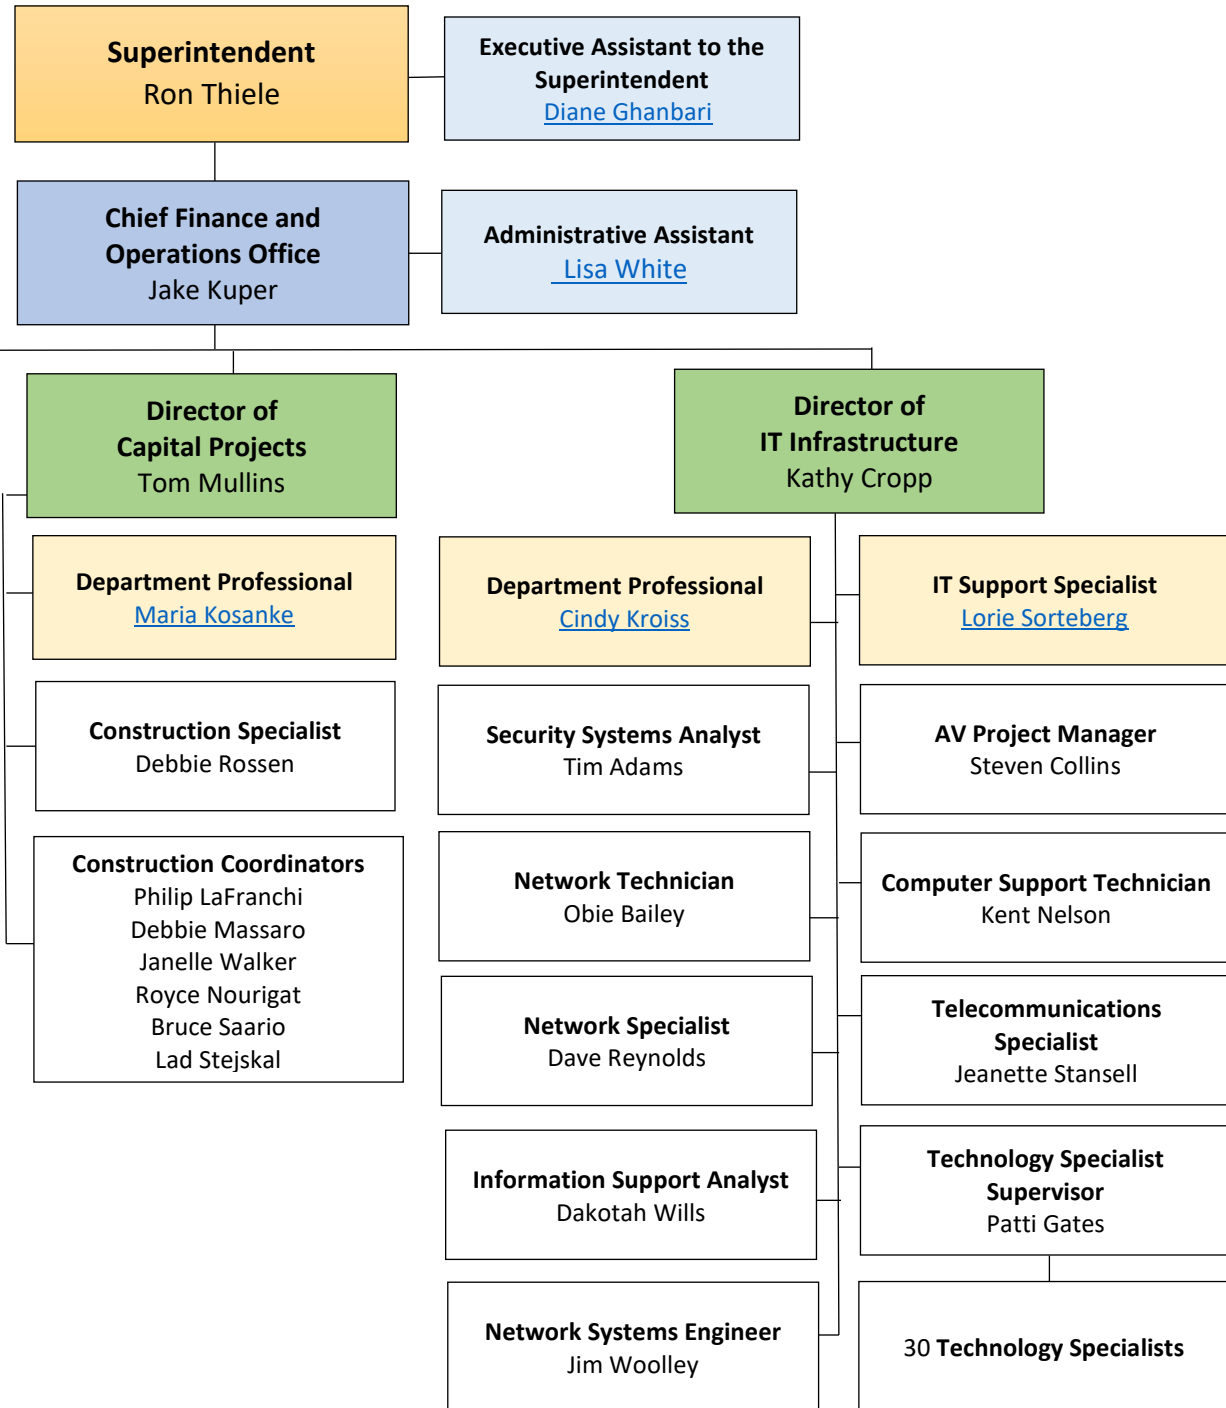 Superintendent
Ron Thiele
Executive Assistant to the
Superintendent
Diane Ghanbari
Chief Finance and
Operations Office
Jake Kuper
Administrative Assistant
Lisa White
Director of
Capital Projects
Tom Mullins
Director of
IT Infrastructure
Kathy Cropp
Department Professional
Maria Kosanke
Department Professional
Cindy Kroiss
IT Support Specialist
Lorie Sorteberg
Construction Specialist
Debbie Rossen
Security Systems Analyst
Tim Adams
AV Project Manager
Steven Collins
Construction Coordinators
Philip LaFranchi
Debbie Massaro
Janelle Walker
Royce Nourigat
Bruce Saario
Lad Stejskal
Network Technician
Obie Bailey
Computer Support Technician
Kent Nelson
Network Specialist
Dave Reynolds
Telecommunications
Specialist
Jeanette Stansell
Information Support Analyst
Dakotah Wills
Technology Specialist
Supervisor
Patti Gates
Network Systems Engineer
Jim Woolley
30 Technology Specialists